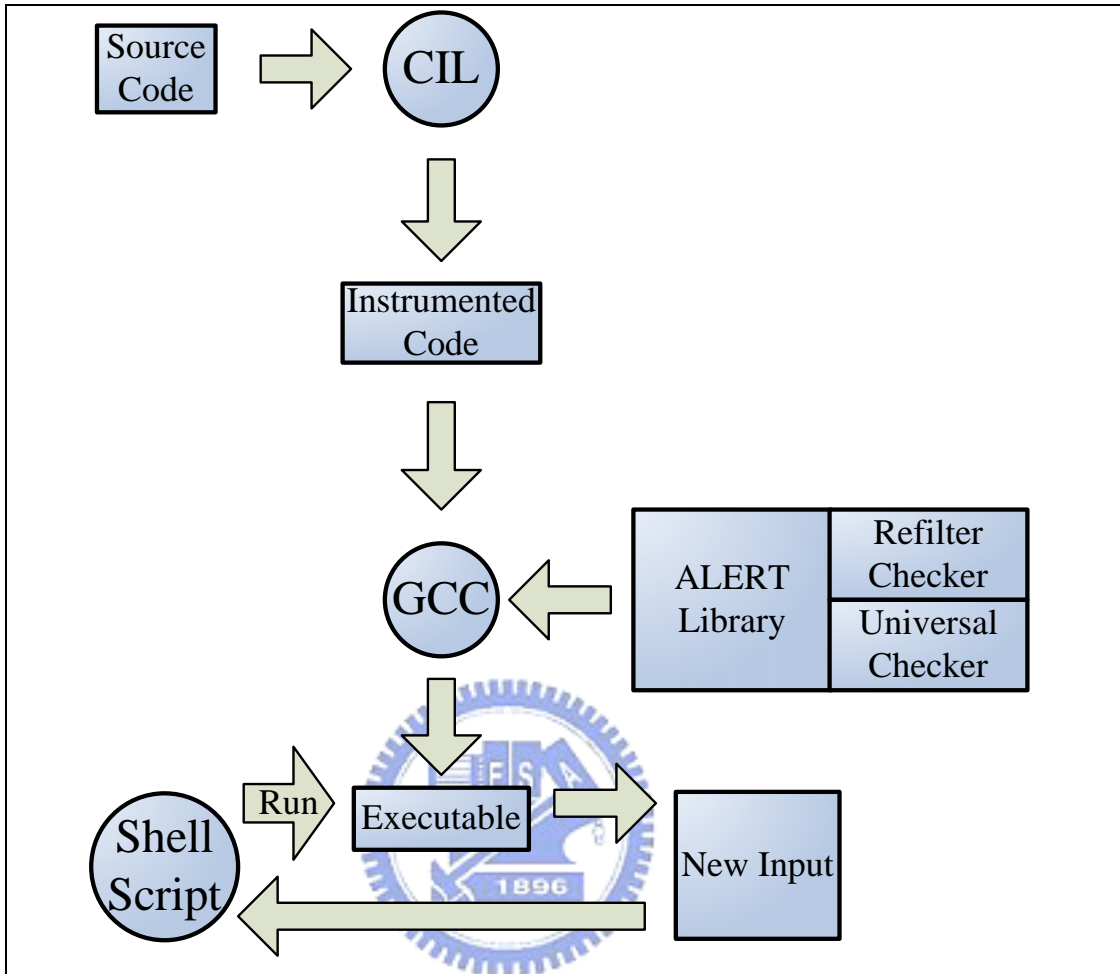 Source
Code
CIL
Instrumented
Code
GCC
ALERT
Library
Refilter
Checker
Universal
Checker
Shell
Script
Run
Executable
New Input
ESA
1896